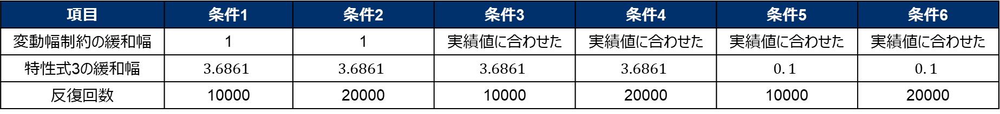 項目 条件1 条件2 条件3 条件4 条件5 条件6
変動幅制約の緩和幅 1 1 実績値に合わせた 実績値に合わせた 実績値に合わせた 実績値に合わせた
特性式3の緩和幅 3.6861 3.6861 3.6861 3.6861 0.1 0.1
反復回数 10000 20000 10000 20000 10000 20000